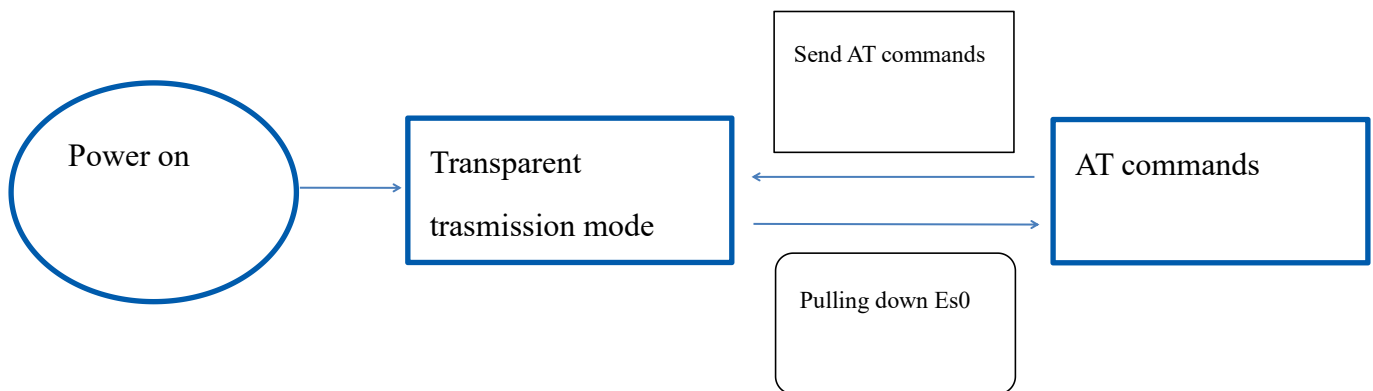 Send AT commands
Power on
Transparent
trasmission mode
AT commands
Pulling down Es0